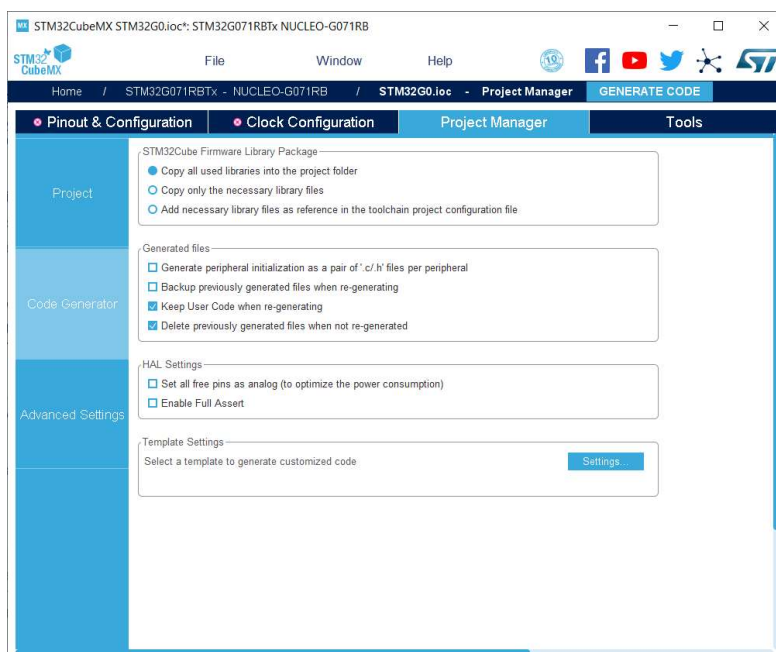 MX STM32CubeMX STM32G0.ioc*: STM32G071RBTx NUCLEO-G071RB
STM32 CubeMX File Window Help 10 ST
Home / STM32G071RBTx - NUCLEO-G071RB / STM32G0.ioc - Project Manager GENERATE CODE
Pinout & Configuration Clock Configuration Project Manager Tools
Project
Code Generator
Advanced Settings
STM32Cube Firmware Library Package
Copy all used libraries into the project folder
Copy only the necessary library files
Add necessary library files as reference in the toolchain project configuration file
Generated files
Generate peripheral initialization as a pair of '.c/.h' files per peripheral
Backup previously generated files when re-generating
Keep User Code when re-generating
Delete previously generated files when not re-generated
HAL Settings
Set all free pins as analog (to optimize the power consumption)
Enable Full Assert
Template Settings
Select a template to generate customized code Settings...